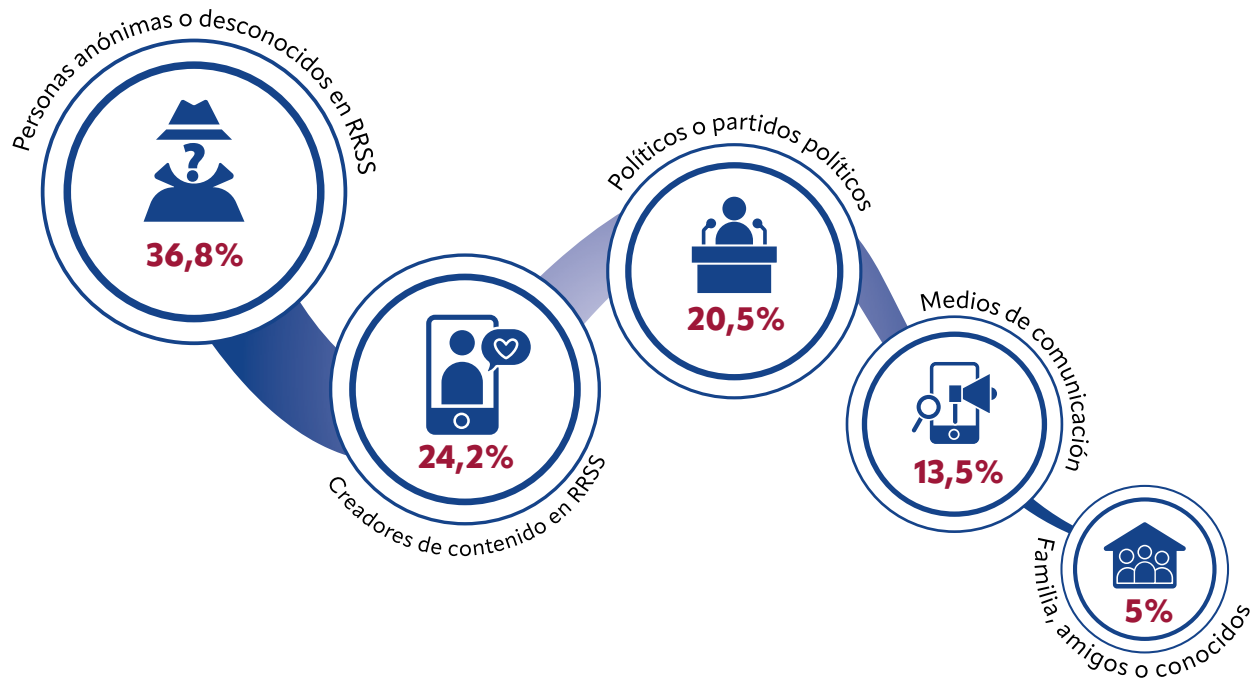 Personas anónimas o desconocidos en RRSS
?
36,8%
Creadores de contenido en RRSS
24,2%
Políticos o partidos políticos
20,5%
Medios de comunicación
13,5%
Familia, amigos o conocidos
5%